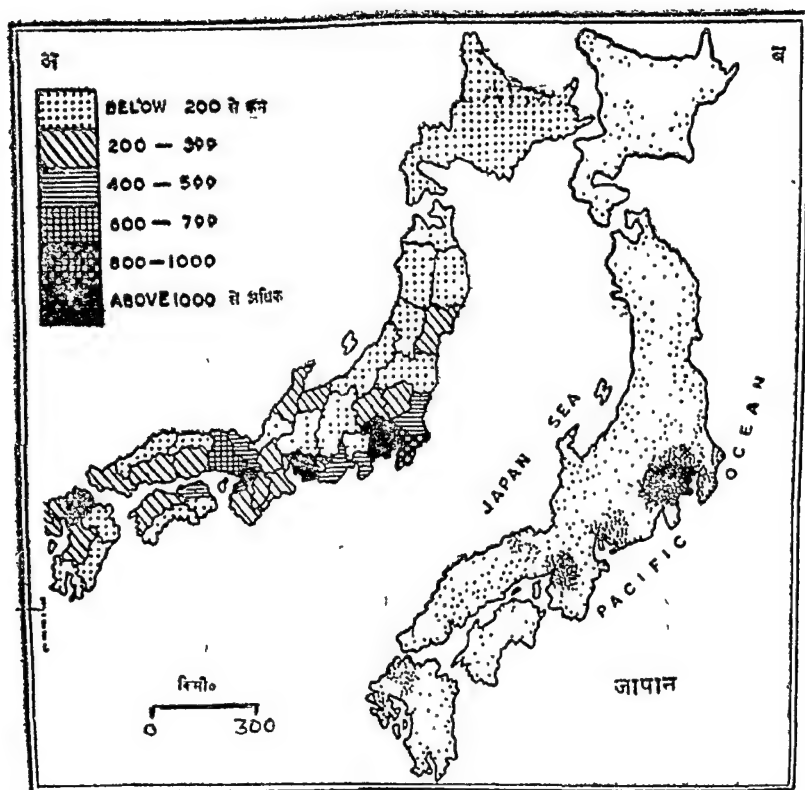 अ
ब
BELOW 200 से कम
200 — 399
400 — 599
600 — 799
800—1000
ABOVE 1000 से अधिक
JAPAN SEA
PACIFIC OCEAN
कि.मी.
0 300
जापान